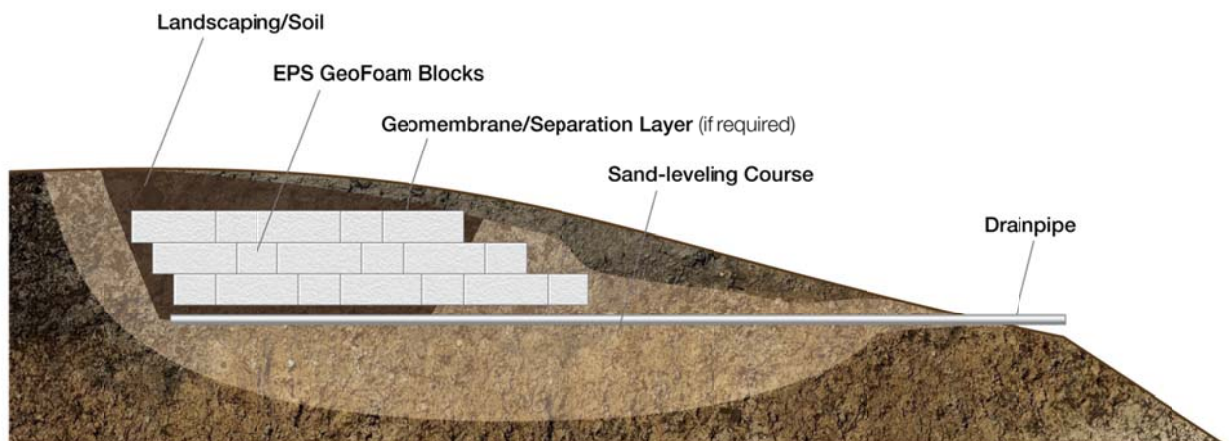 Landscaping/Soil
EPS GeoFoam Blocks
Geomembrane/Separation Layer (if required)
Sand-leveling Course
Drainpipe